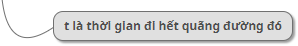 t là thời gian đi hết quãng đường đó